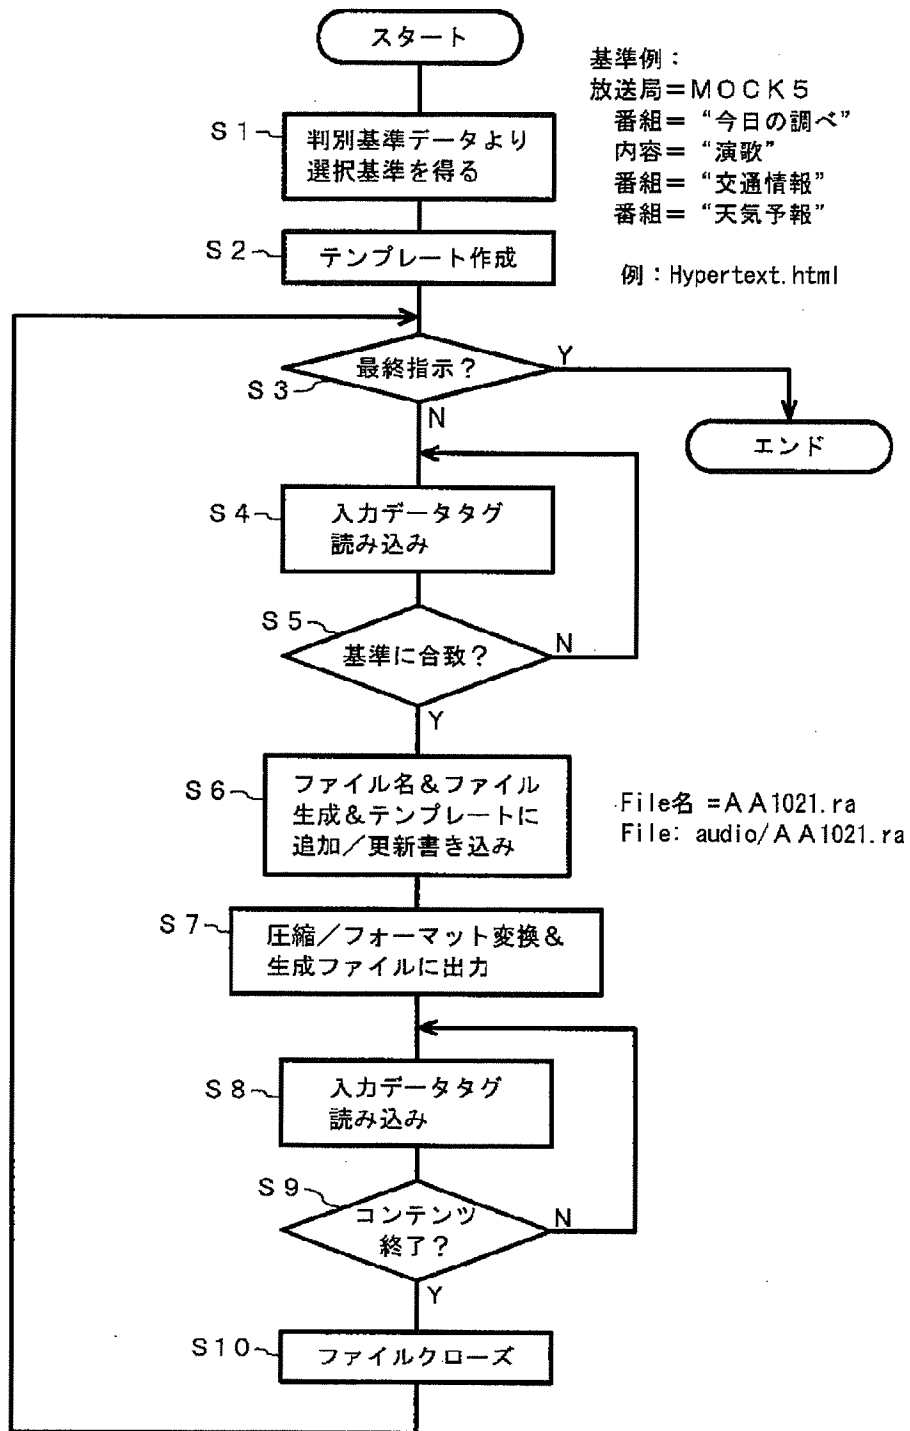 スタート
基準例：
放送局＝ＭＯＣＫ５
番組＝“今日の調べ”
内容＝“演歌”
番組＝“交通情報”
番組＝“天気予報”
Ｓ１
判別基準データより
選択基準を得る
Ｓ２
テンプレート作成
例：Hypertext.html
最終指示？
Ｙ
Ｓ３
Ｎ
エンド
Ｓ４
入力データタグ
読み込み
Ｓ５
基準に合致？
Ｎ
Ｙ
Ｓ６
ファイル名＆ファイル
生成＆テンプレートに
追加／更新書き込み
File名 =ＡＡ1021.ra
File: audio/ＡＡ1021.ra
Ｓ７
圧縮／フォーマット変換＆
生成ファイルに出力
Ｓ８
入力データタグ
読み込み
Ｓ９
コンテンツ
終了？
Ｎ
Ｙ
Ｓ１０
ファイルクローズ